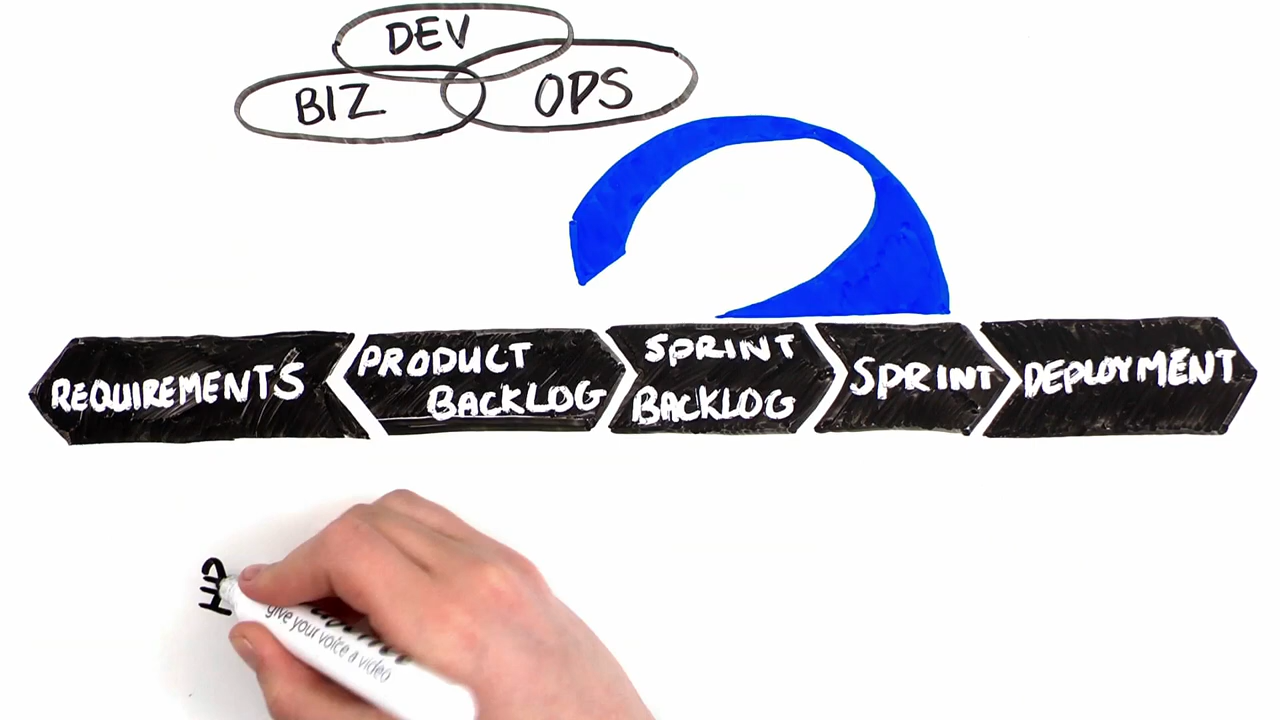 DEV
BIZ
OPS
REQUIREMENTS
PRODUCT
BACKLOG
SPRINT
BACKLOG
SPRINT
DEPLOYMENT
give your voice a video